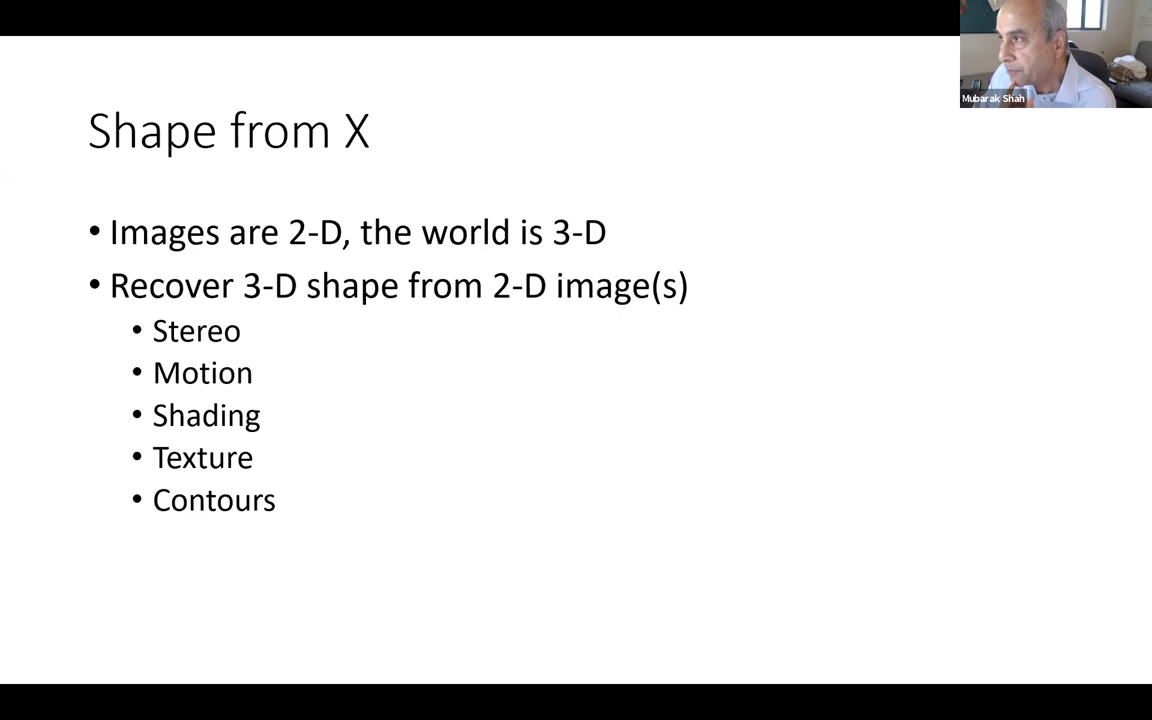 Mubarak Shah
Shape from X
• Images are 2-D, the world is 3-D
• Recover 3-D shape from 2-D image(s)
• Stereo
• Motion
• Shading
• Texture
• Contours